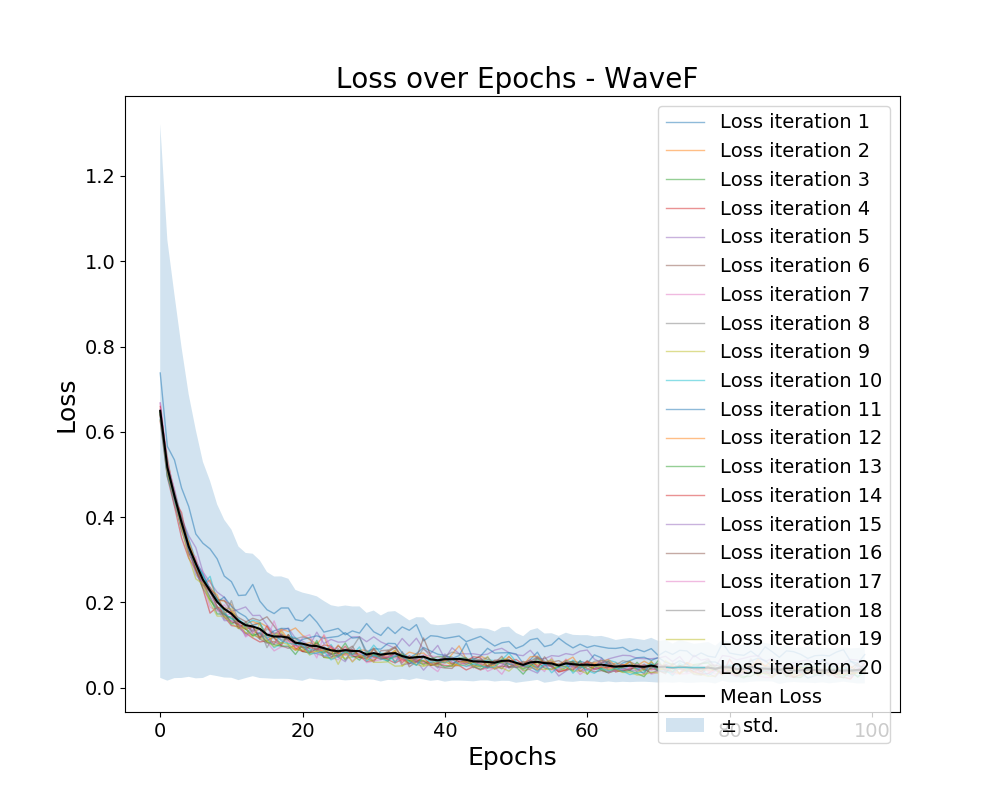 Loss over Epochs - WaveF
Loss iteration 1
Loss iteration 2
Loss iteration 3
Loss iteration 4
Loss iteration 5
Loss iteration 6
Loss iteration 7
Loss iteration 8
Loss iteration 9
Loss iteration 10
Loss iteration 11
Loss iteration 12
Loss iteration 13
Loss iteration 14
Loss iteration 15
Loss iteration 16
Loss iteration 17
Loss iteration 18
Loss iteration 19
Loss iteration 20
Mean Loss
± std.
1.2
1.0
0.8
0.6
0.4
0.2
0.0
Loss
0 20 40 60 80 100
Epochs